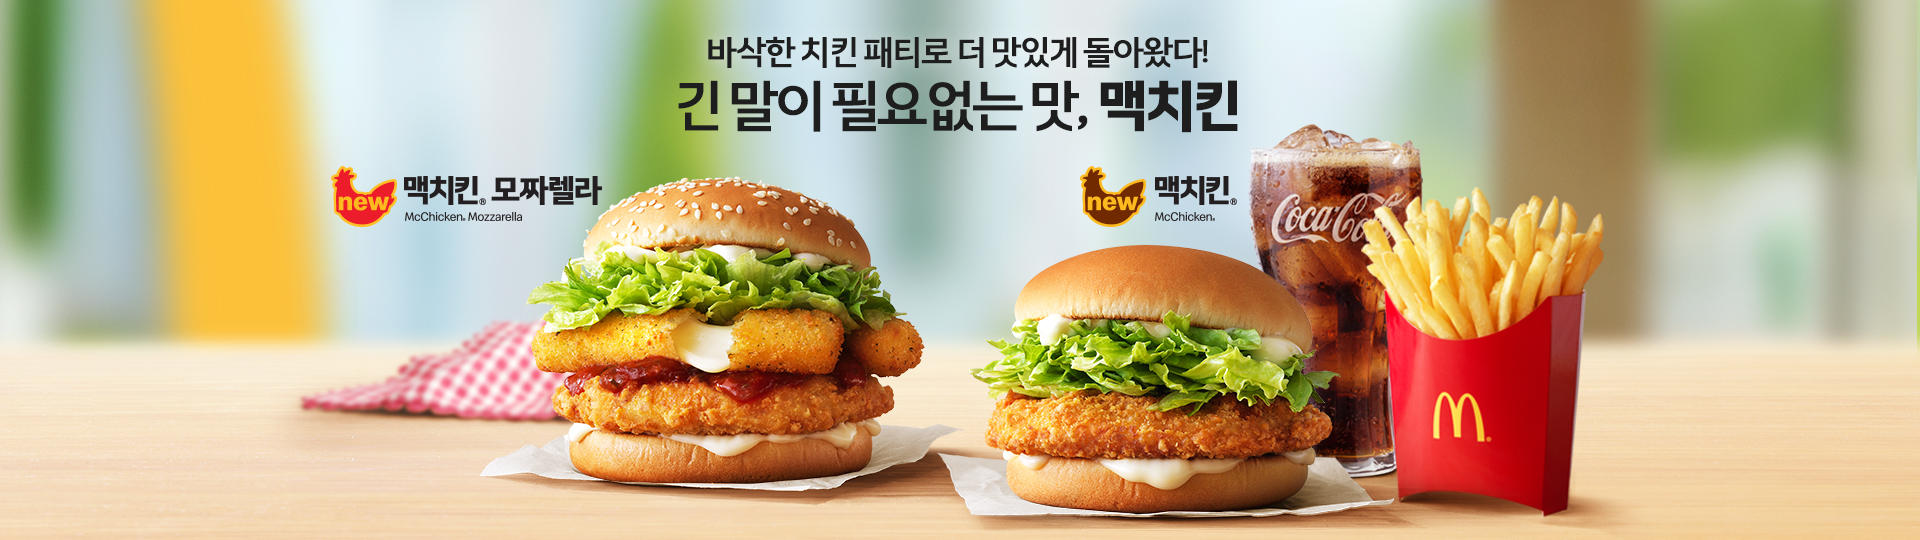 바삭한 치킨 패티로 더 맛있게 돌아왔다!
긴 말이 필요없는 맛, 맥치킨
new 맥치킨® 모짜렐라
McChicken® Mozzarella
new 맥치킨®
McChicken®
Coca-Cola